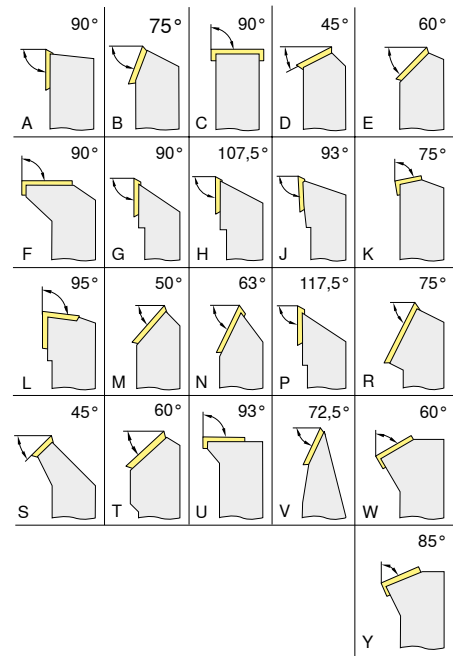 90° 75° 90° 45° 60°
A B C D E
90° 90° 107,5° 93° 75°
F G H J K
95° 50° 63° 117,5° 75°
L M N P R
45° 60° 93° 72,5° 60°
S T U V W
85°
Y